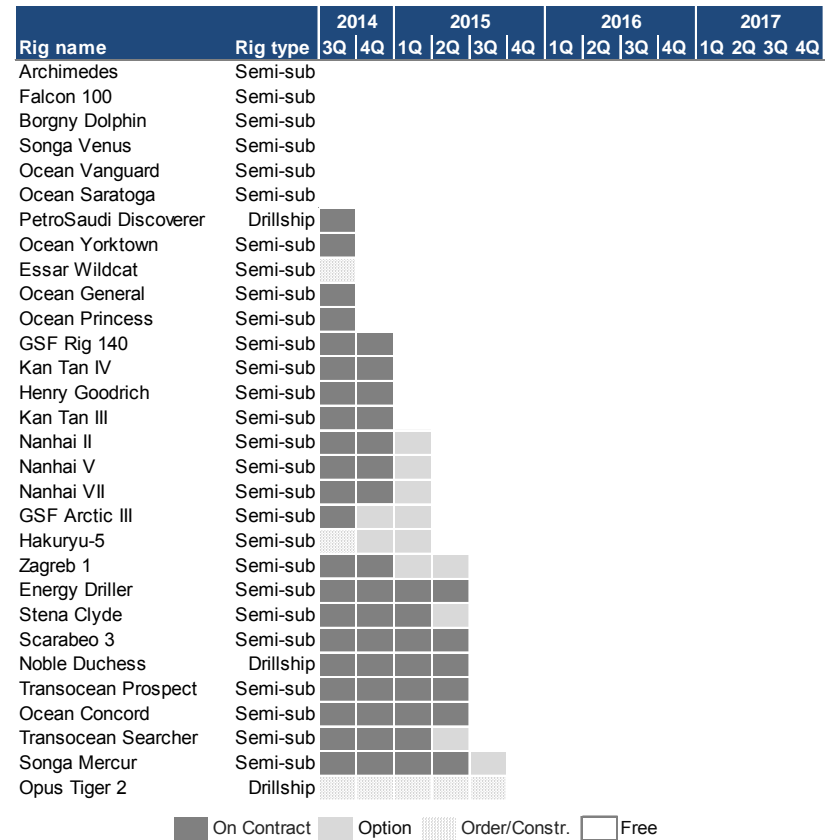 2014 2015 2016 2017
Rig name Rig type 3Q 4Q 1Q 2Q 3Q 4Q 1Q 2Q 3Q 4Q 1Q 2Q 3Q 4Q
Archimedes Semi-sub
Falcon 100 Semi-sub
Borgny Dolphin Semi-sub
Songa Venus Semi-sub
Ocean Vanguard Semi-sub
Ocean Saratoga Semi-sub
PetroSaudi Discoverer Drillship
Ocean Yorktown Semi-sub
Essar Wildcat Semi-sub
Ocean General Semi-sub
Ocean Princess Semi-sub
GSF Rig 140 Semi-sub
Kan Tan IV Semi-sub
Henry Goodrich Semi-sub
Kan Tan III Semi-sub
Nanhai II Semi-sub
Nanhai V Semi-sub
Nanhai VII Semi-sub
GSF Arctic III Semi-sub
Hakuryu-5 Semi-sub
Zagreb 1 Semi-sub
Energy Driller Semi-sub
Stena Clyde Semi-sub
Scarabeo 3 Semi-sub
Noble Duchess Drillship
Transocean Prospect Semi-sub
Ocean Concord Semi-sub
Transocean Searcher Semi-sub
Songa Mercur Semi-sub
Opus Tiger 2 Drillship
On Contract Option Order/Constr. Free